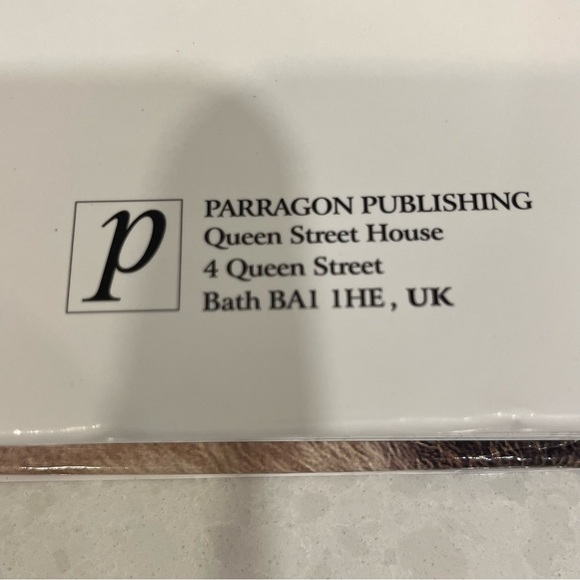 p
PARRAGON PUBLISHING
Queen Street House
4 Queen Street
Bath BA1 1HE, UK